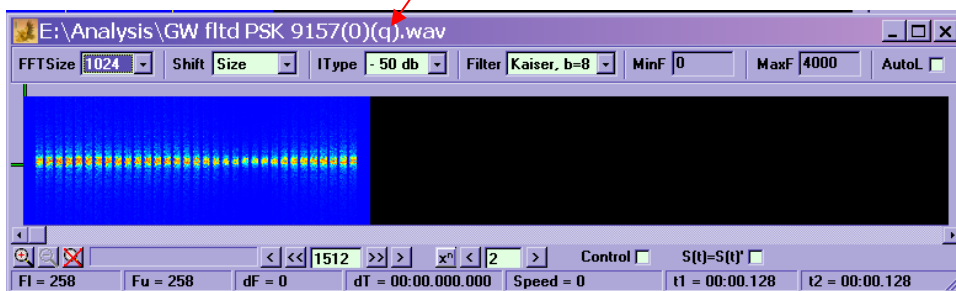 E:\Analysis\GW fltd PSK 9157(0)(q).wav
FFTSize 1024 Shift Size IType - 50 db Filter Kaiser, b=8 MinF 0 MaxF 4000 AutoL
< << 1512 >> > xⁿ < 2 > Control S(t)=S(t)'
Fl = 258 Fu = 258 dF = 0 dT = 00:00.000.000 Speed = 0 t1 = 00:00.128 t2 = 00:00.128